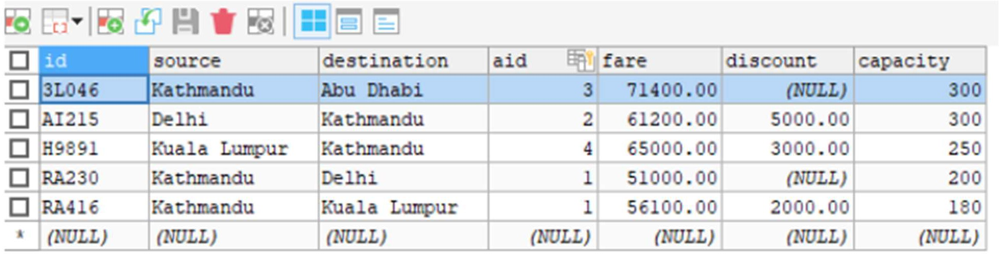 id source destination aid fare discount capacity
3L046 Kathmandu Abu Dhabi 3 71400.00 (NULL) 300
AI215 Delhi Kathmandu 2 61200.00 5000.00 300
H9891 Kuala Lumpur Kathmandu 4 65000.00 3000.00 250
RA230 Kathmandu Delhi 1 51000.00 (NULL) 200
RA416 Kathmandu Kuala Lumpur 1 56100.00 2000.00 180
* (NULL) (NULL) (NULL) (NULL) (NULL) (NULL) (NULL)